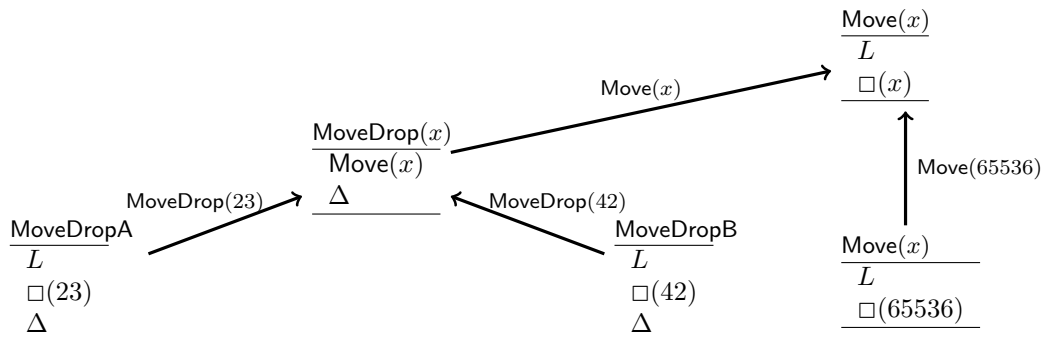 Move(x)
L
□(x)
Move(x)
MoveDrop(x)
Move(x)
Δ
Move(65536)
MoveDrop(23)
MoveDrop(42)
MoveDropA
L
□(23)
Δ
MoveDropB
L
□(42)
Δ
Move(x)
L
□(65536)